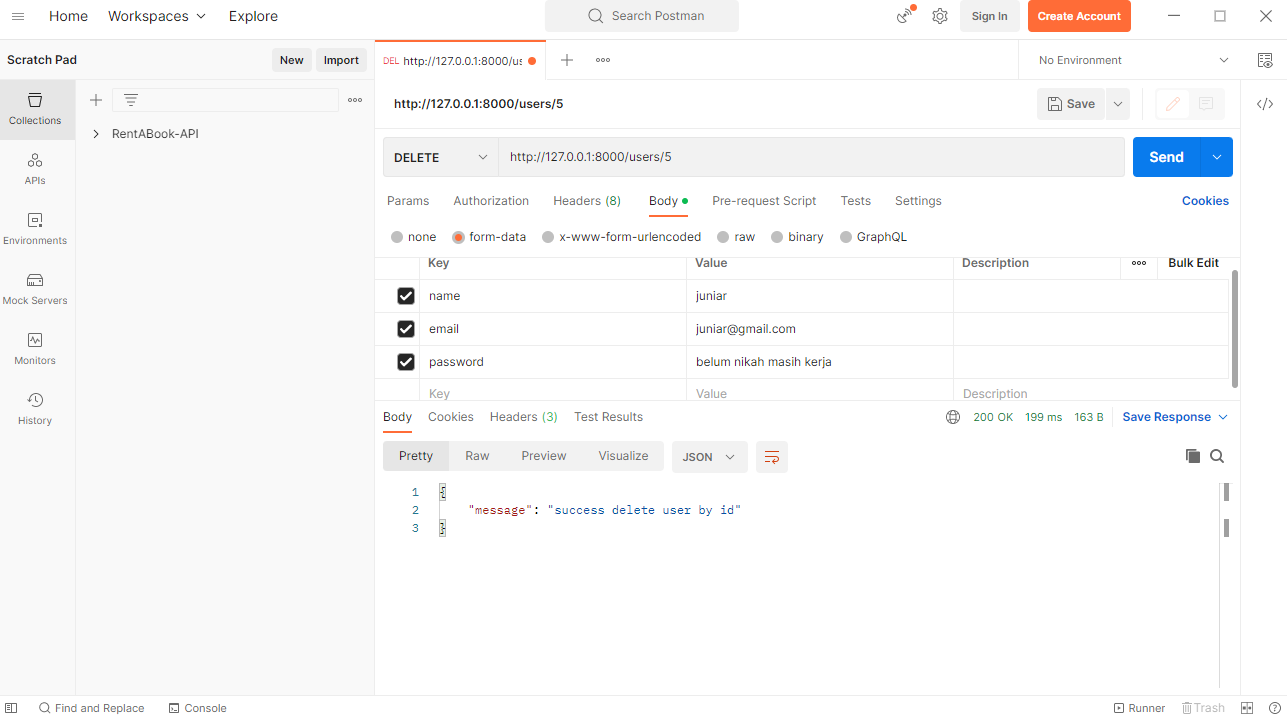 Home Workspaces Explore Search Postman Sign In Create Account
Scratch Pad New Import DEL http://127.0.0.1:8000/us No Environment
Collections
APIs
Environments
Mock Servers
Monitors
History
RentABook-API
http://127.0.0.1:8000/users/5 Save
DELETE http://127.0.0.1:8000/users/5 Send
Params Authorization Headers (8) Body Pre-request Script Tests Settings Cookies
none form-data x-www-form-urlencoded raw binary GraphQL
Key Value Description Bulk Edit
name juniar
email juniar@gmail.com
password belum nikah masih kerja
Key Value Description
Body Cookies Headers (3) Test Results 200 OK 199 ms 163 B Save Response
Pretty Raw Preview Visualize JSON
1 {
2 "message": "success delete user by id"
3 }
Find and Replace Console Runner Trash